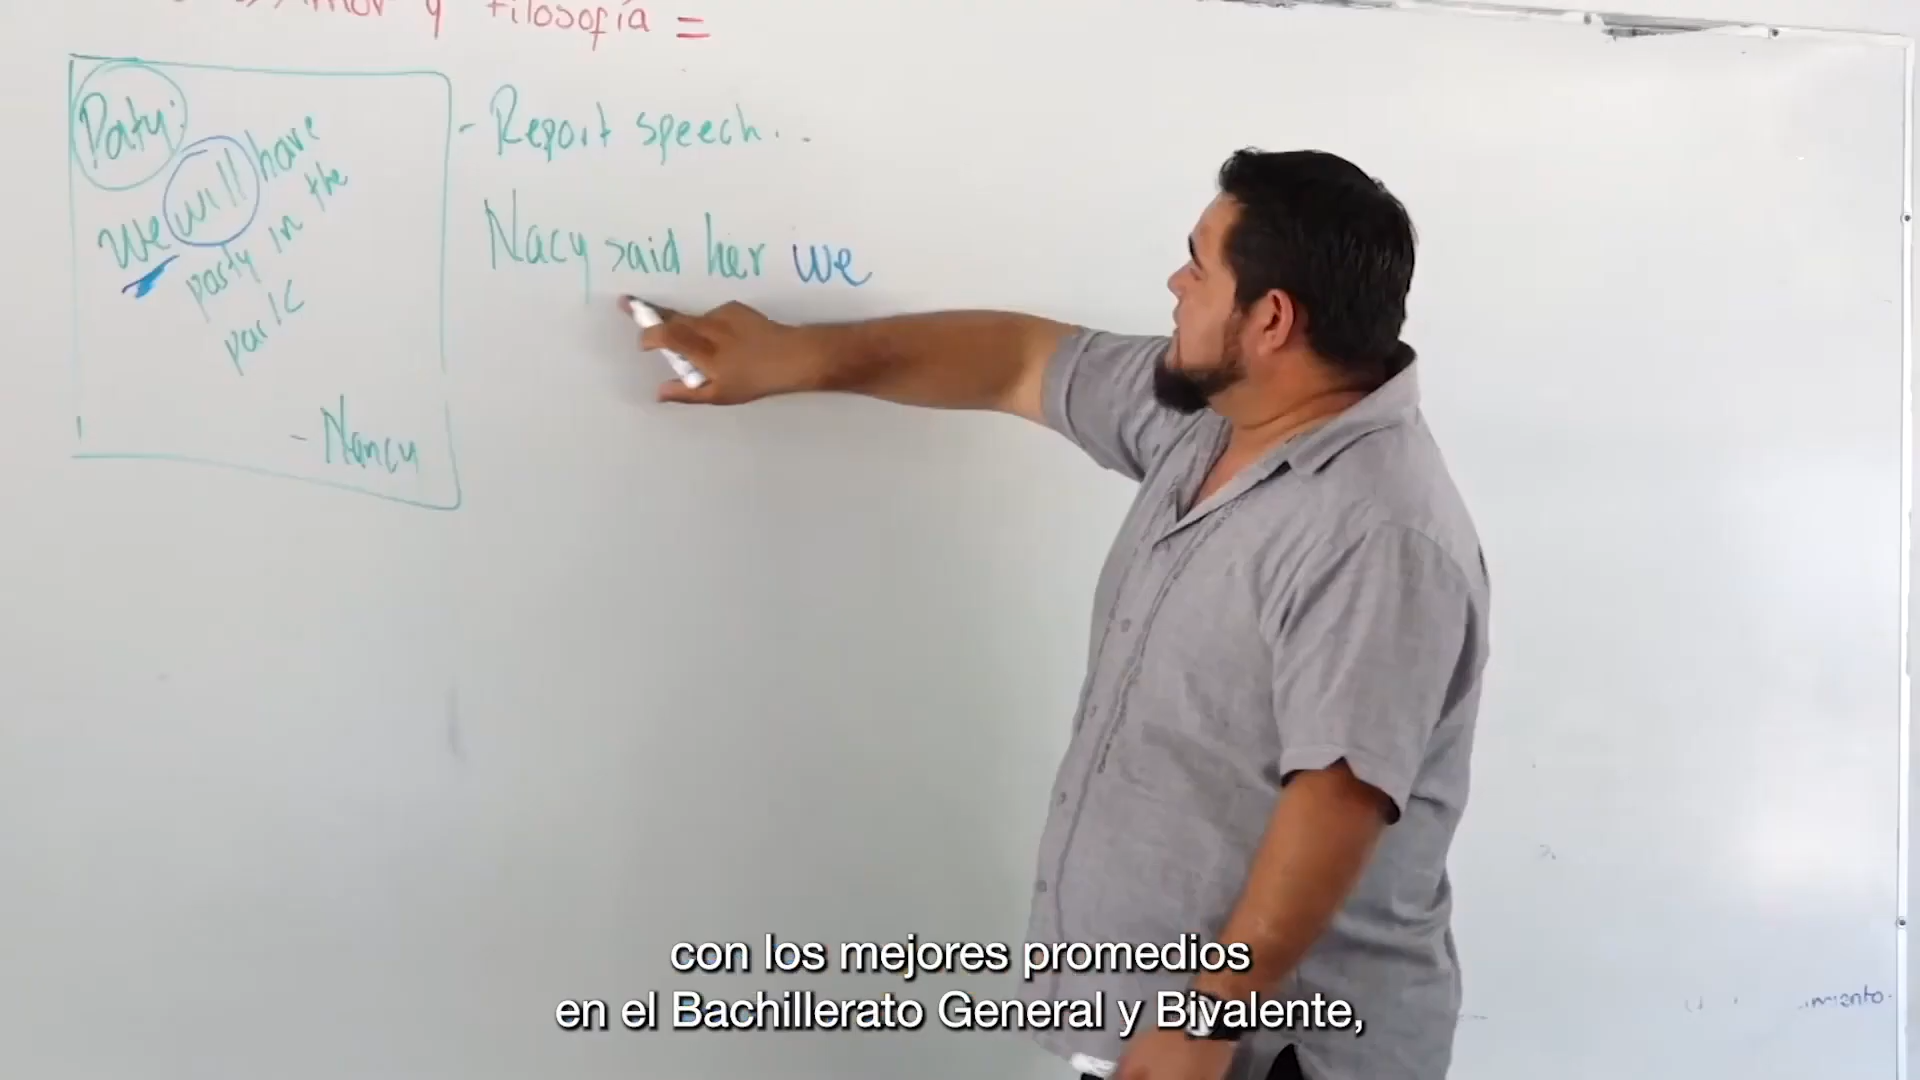 Amor y Filosofía =
Paty:
We will have
party in the
park
- Nancy
- Report speech...
Nacy said her we
con los mejores promedios
en el Bachillerato General y Bivalente,